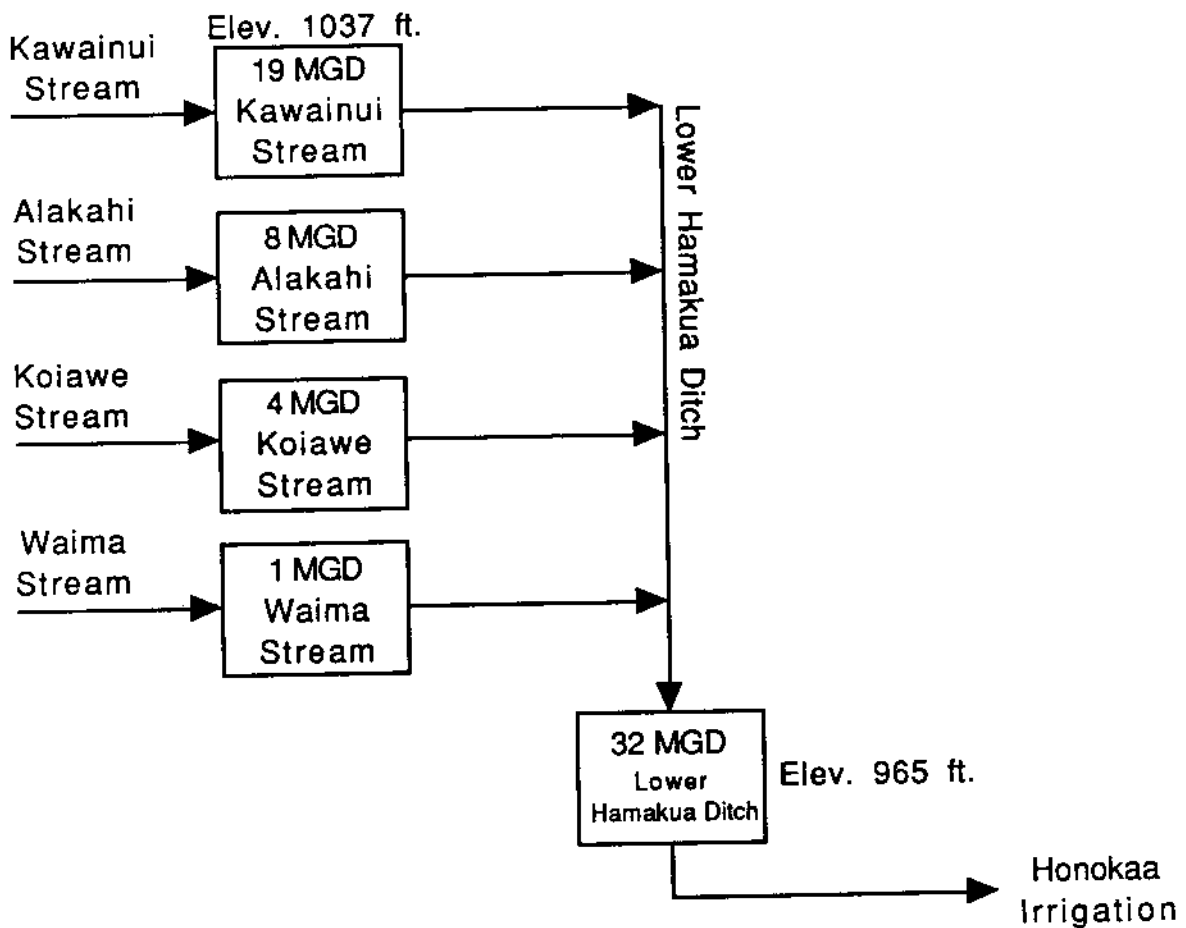 Elev. 1037 ft.
Kawainui
Stream
19 MGD
Kawainui
Stream
Alakahi
Stream
8 MGD
Alakahi
Stream
Koiawe
Stream
4 MGD
Koiawe
Stream
Waima
Stream
1 MGD
Waima
Stream
Lower Hamakua Ditch
32 MGD
Lower
Hamakua Ditch
Elev. 965 ft.
Honokaa
Irrigation